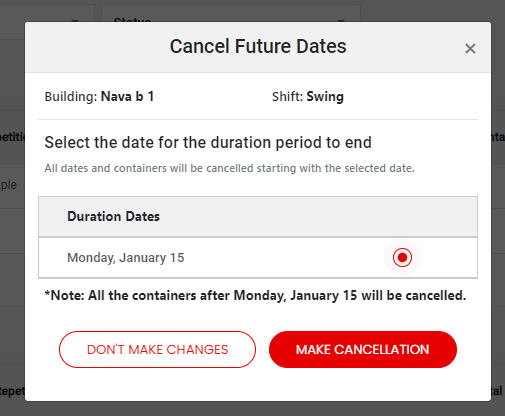 Status
Cancel Future Dates
×
Building: Nava b 1
Shift: Swing
Select the date for the duration period to end
All dates and containers will be cancelled starting with the selected date.
Duration Dates
Monday, January 15
*Note: All the containers after Monday, January 15 will be cancelled.
DON'T MAKE CHANGES
MAKE CANCELLATION